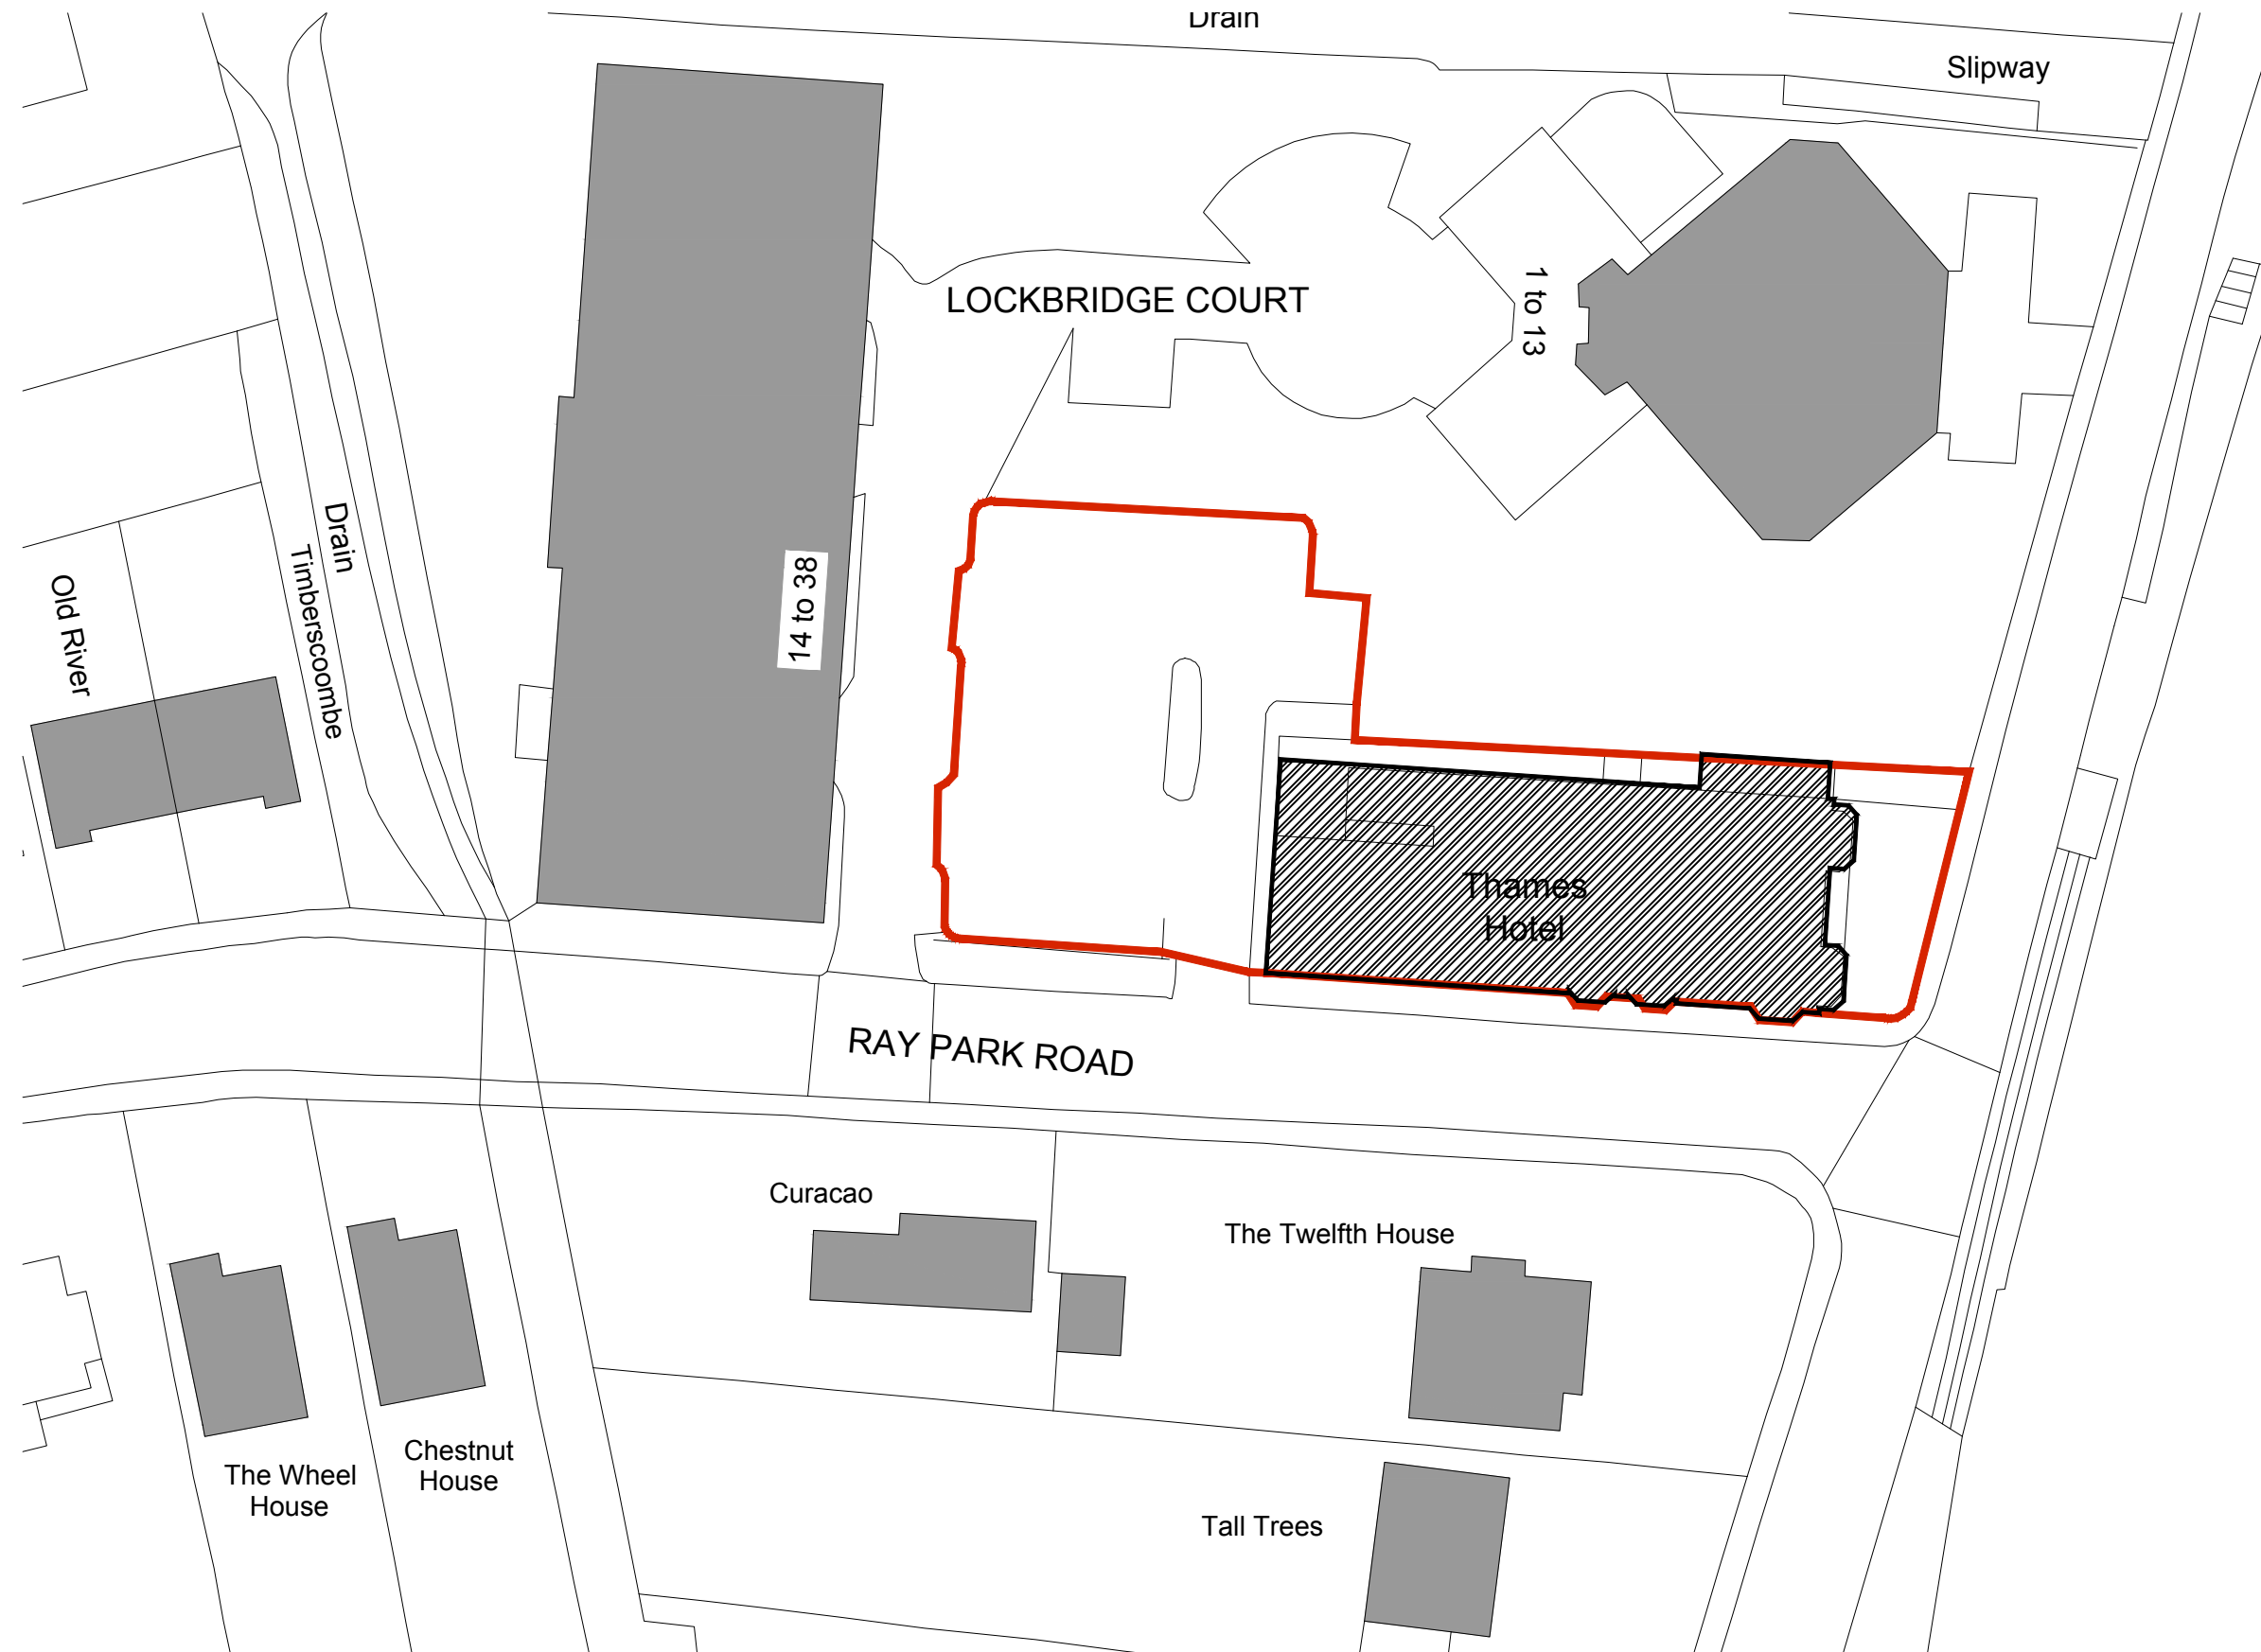 Drain
Slipway
LOCKBRIDGE COURT
1 to 13
Drain
Timberscombe
Old River
14 to 38
Thames
Hotel
RAY PARK ROAD
Curacao
The Twelfth House
Chestnut
House
The Wheel
House
Tall Trees